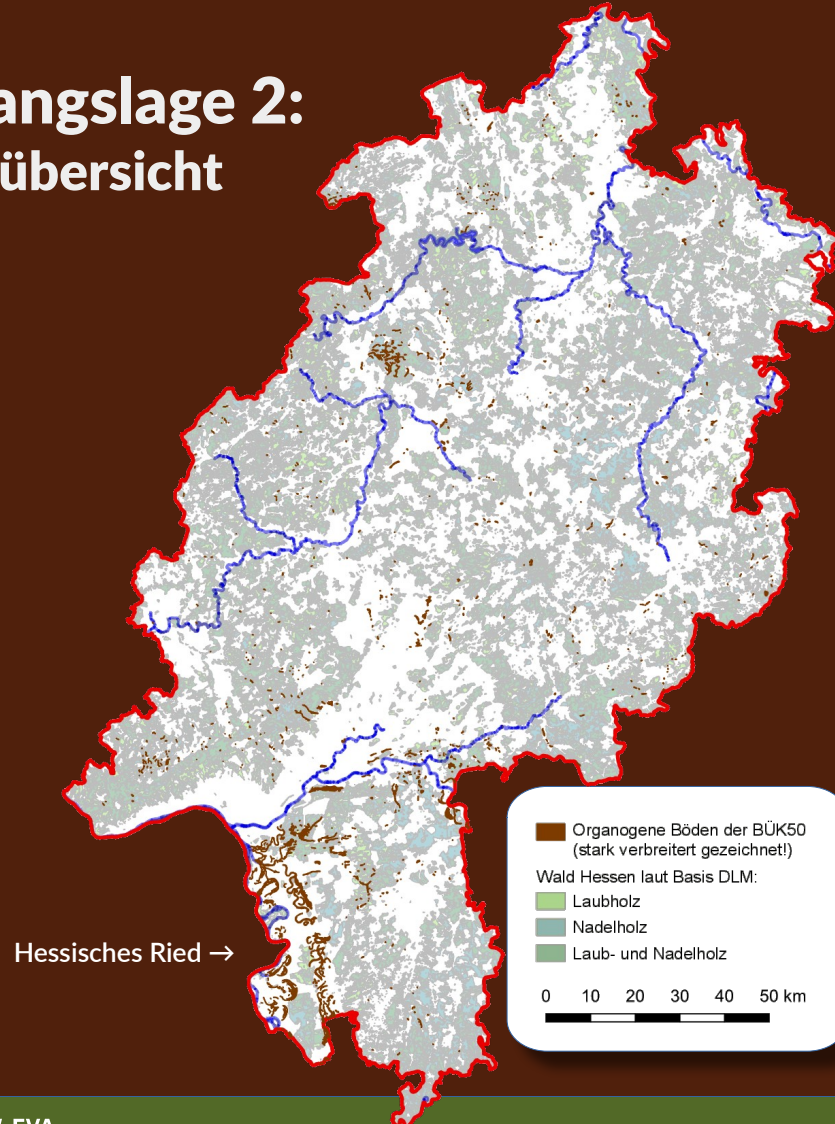 angslage 2:
übersicht
Organogene Böden der BÜK50
(stark verbreitert gezeichnet!)
Wald Hessen laut Basis DLM:
Laubholz
Nadelholz
Laub- und Nadelholz
0 10 20 30 40 50 km
Hessisches Ried →